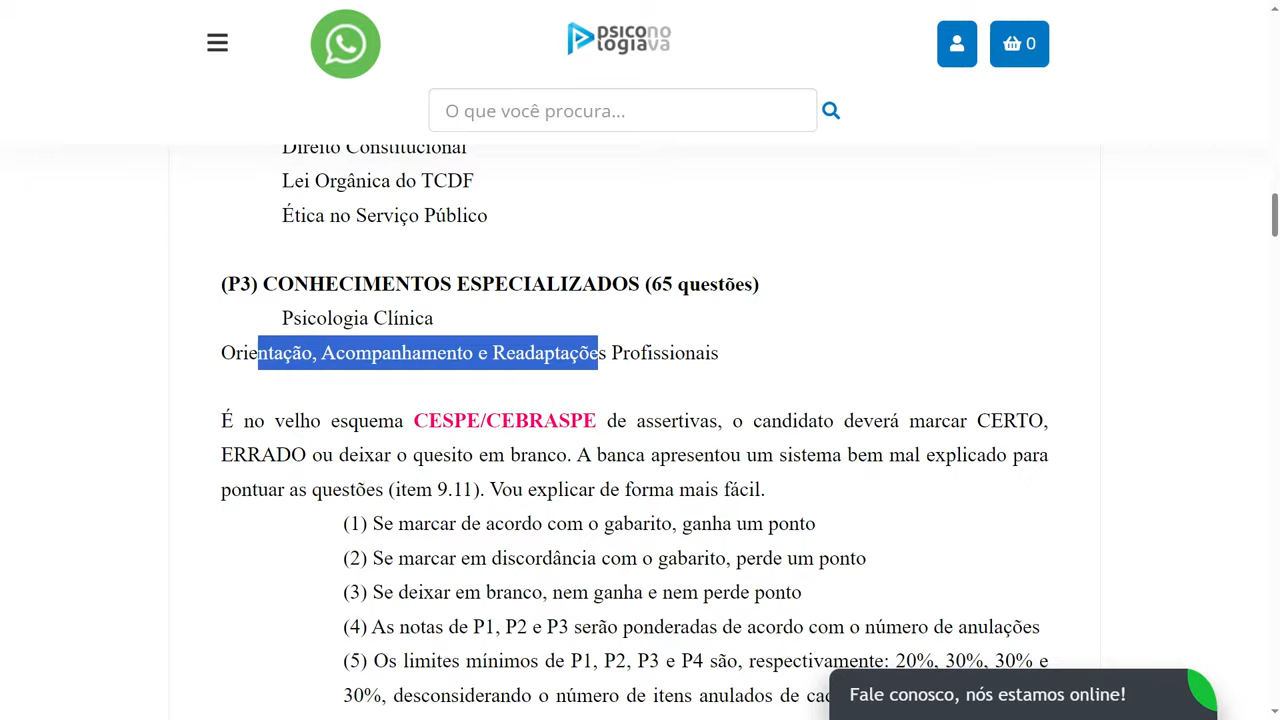 psicono
logiava
0
O que você procura...
Direito Constitucional
Lei Orgânica do TCDF
Ética no Serviço Público
(P3) CONHECIMENTOS ESPECIALIZADOS (65 questões)
Psicologia Clínica
Orientação, Acompanhamento e Readaptações Profissionais
É no velho esquema CESPE/CEBRASPE de assertivas, o candidato deverá marcar CERTO,
ERRADO ou deixar o quesito em branco. A banca apresentou um sistema bem mal explicado para
pontuar as questões (item 9.11). Vou explicar de forma mais fácil.
(1) Se marcar de acordo com o gabarito, ganha um ponto
(2) Se marcar em discordância com o gabarito, perde um ponto
(3) Se deixar em branco, nem ganha e nem perde ponto
(4) As notas de P1, P2 e P3 serão ponderadas de acordo com o número de anulações
(5) Os limites mínimos de P1, P2, P3 e P4 são, respectivamente: 20%, 30%, 30% e
30%, desconsiderando o número de itens anulados de
Fale conosco, nós estamos online!